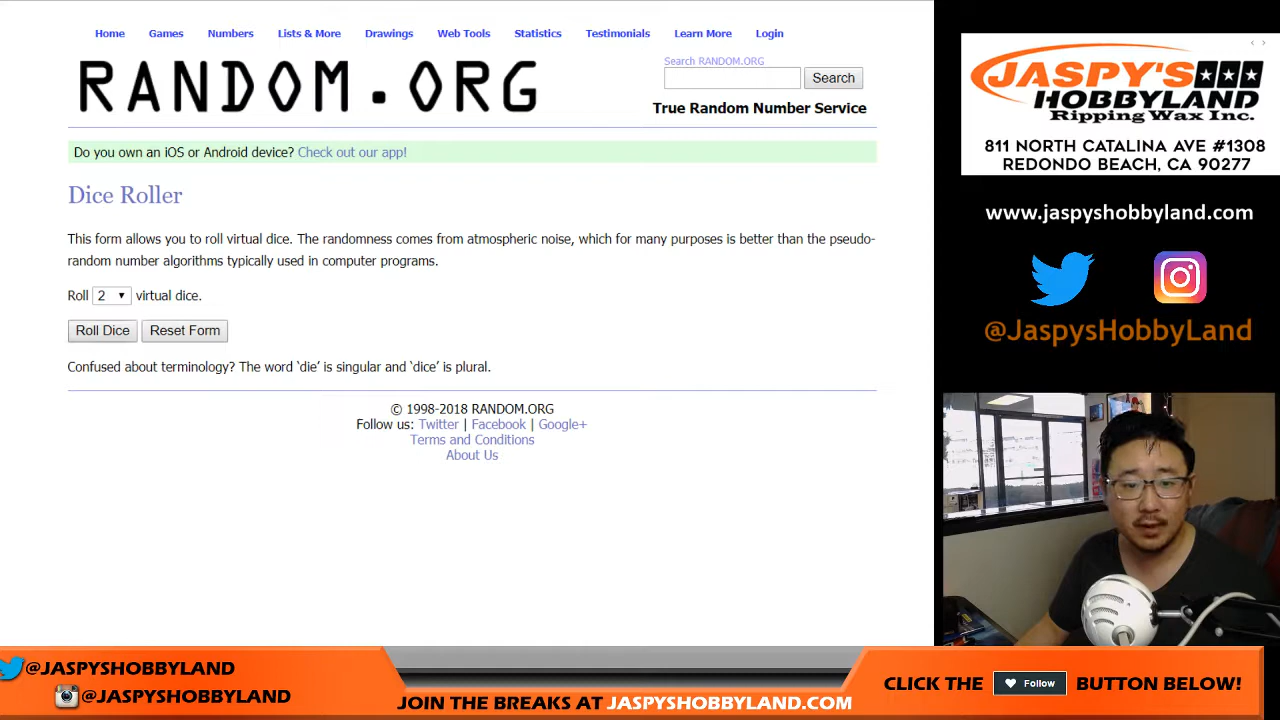 Home Games Numbers Lists & More Drawings Web Tools Statistics Testimonials Learn More Login
RANDOM.ORG
Search RANDOM.ORG
Search
True Random Number Service
Do you own an iOS or Android device? Check out our app!
Dice Roller
This form allows you to roll virtual dice. The randomness comes from atmospheric noise, which for many purposes is better than the pseudo-
random number algorithms typically used in computer programs.
Roll 2 virtual dice.
Roll Dice Reset Form
Confused about terminology? The word ‘die’ is singular and ‘dice’ is plural.
© 1998-2018 RANDOM.ORG
Follow us: Twitter | Facebook | Google+
Terms and Conditions
About Us
JASPY'S
HOBBYLAND
Ripping Wax Inc.
811 NORTH CATALINA AVE #1308
REDONDO BEACH, CA 90277
www.jaspyshobbyland.com
@JaspysHobbyLand
@JASPYSHOBBYLAND
@JASPYSHOBBYLAND
JOIN THE BREAKS AT JASPYSHOBBYLAND.COM
CLICK THE Follow BUTTON BELOW!